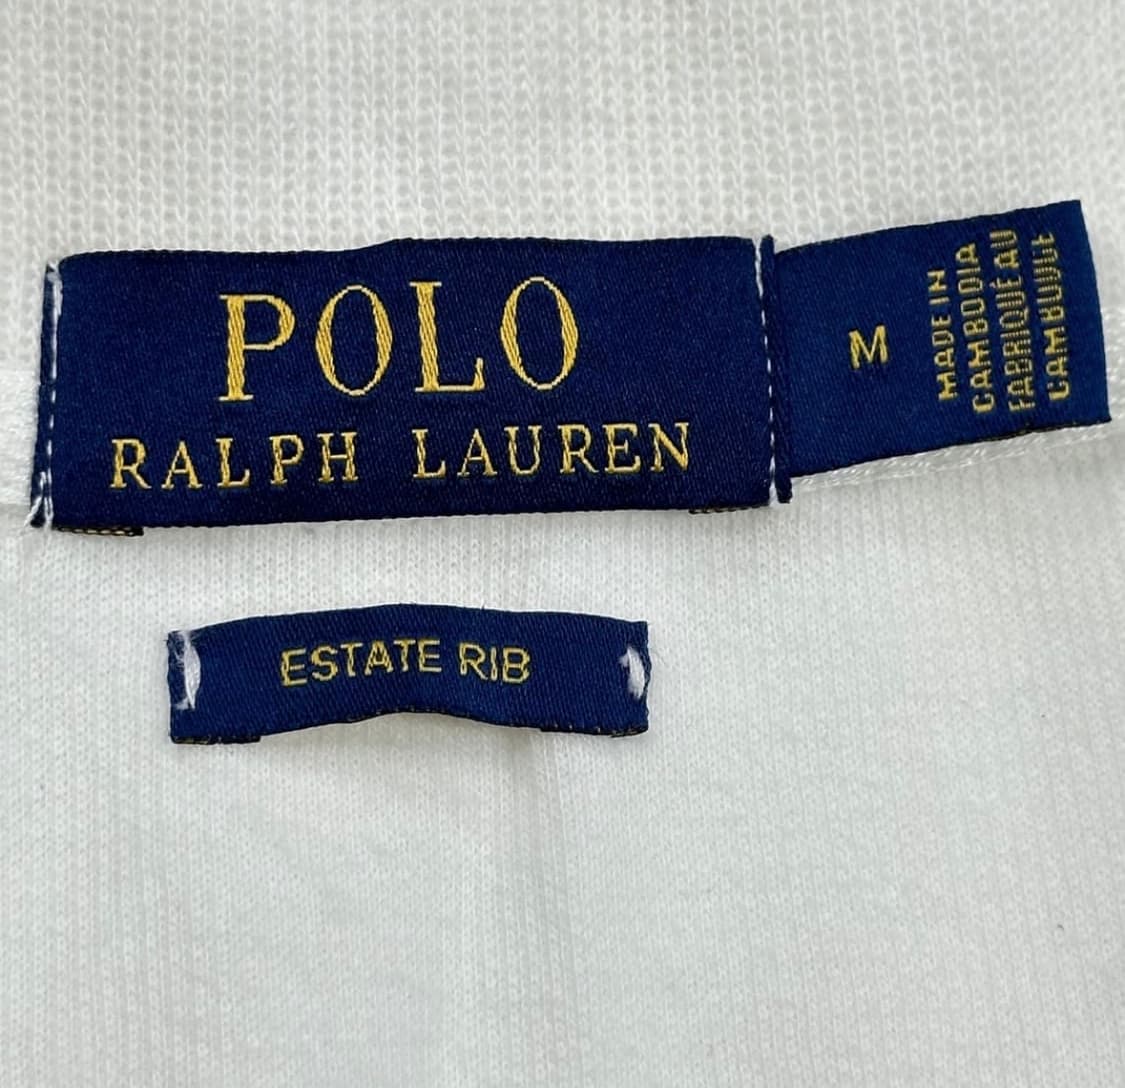 POLO
RALPH LAUREN
M
MADE IN
CAMBODIA
FABRIQUÉ AU
CAMBODGE
ESTATE RIB